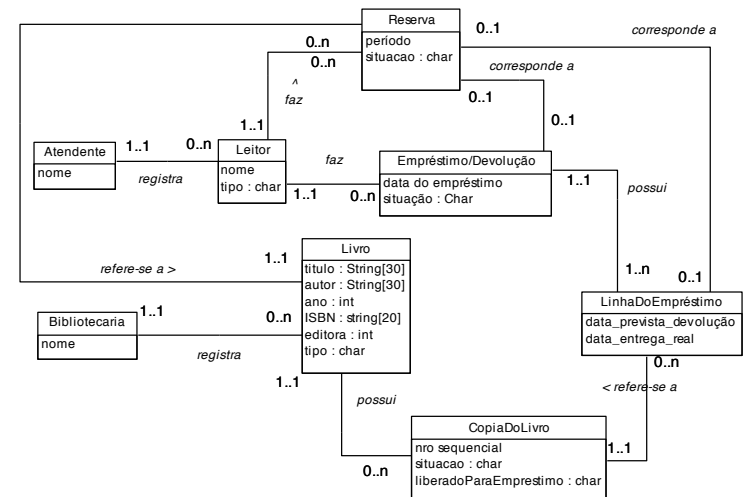 Reserva
período
situacao : char
0..1
corresponde a
0..n
0..n
corresponde a
^
faz
0..1
1..1
0..1
Atendente
nome
1..1
0..n
registra
Leitor
nome
tipo : char
faz
1..1
0..n
Empréstimo/Devolução
data do empréstimo
situação : Char
1..1
possui
1..n
0..1
refere-se a >
1..1
Livro
titulo : String[30]
autor : String[30]
ano : int
ISBN : string[20]
editora : int
tipo : char
LinhaDoEmpréstimo
data_prevista_devolução
data_entrega_real
Bibliotecaria
nome
1..1
0..n
registra
1..1
possui
0..n
< refere-se a
CopiaDoLivro
nro sequencial
situacao : char
liberadoParaEmprestimo : char
1..1
0..n